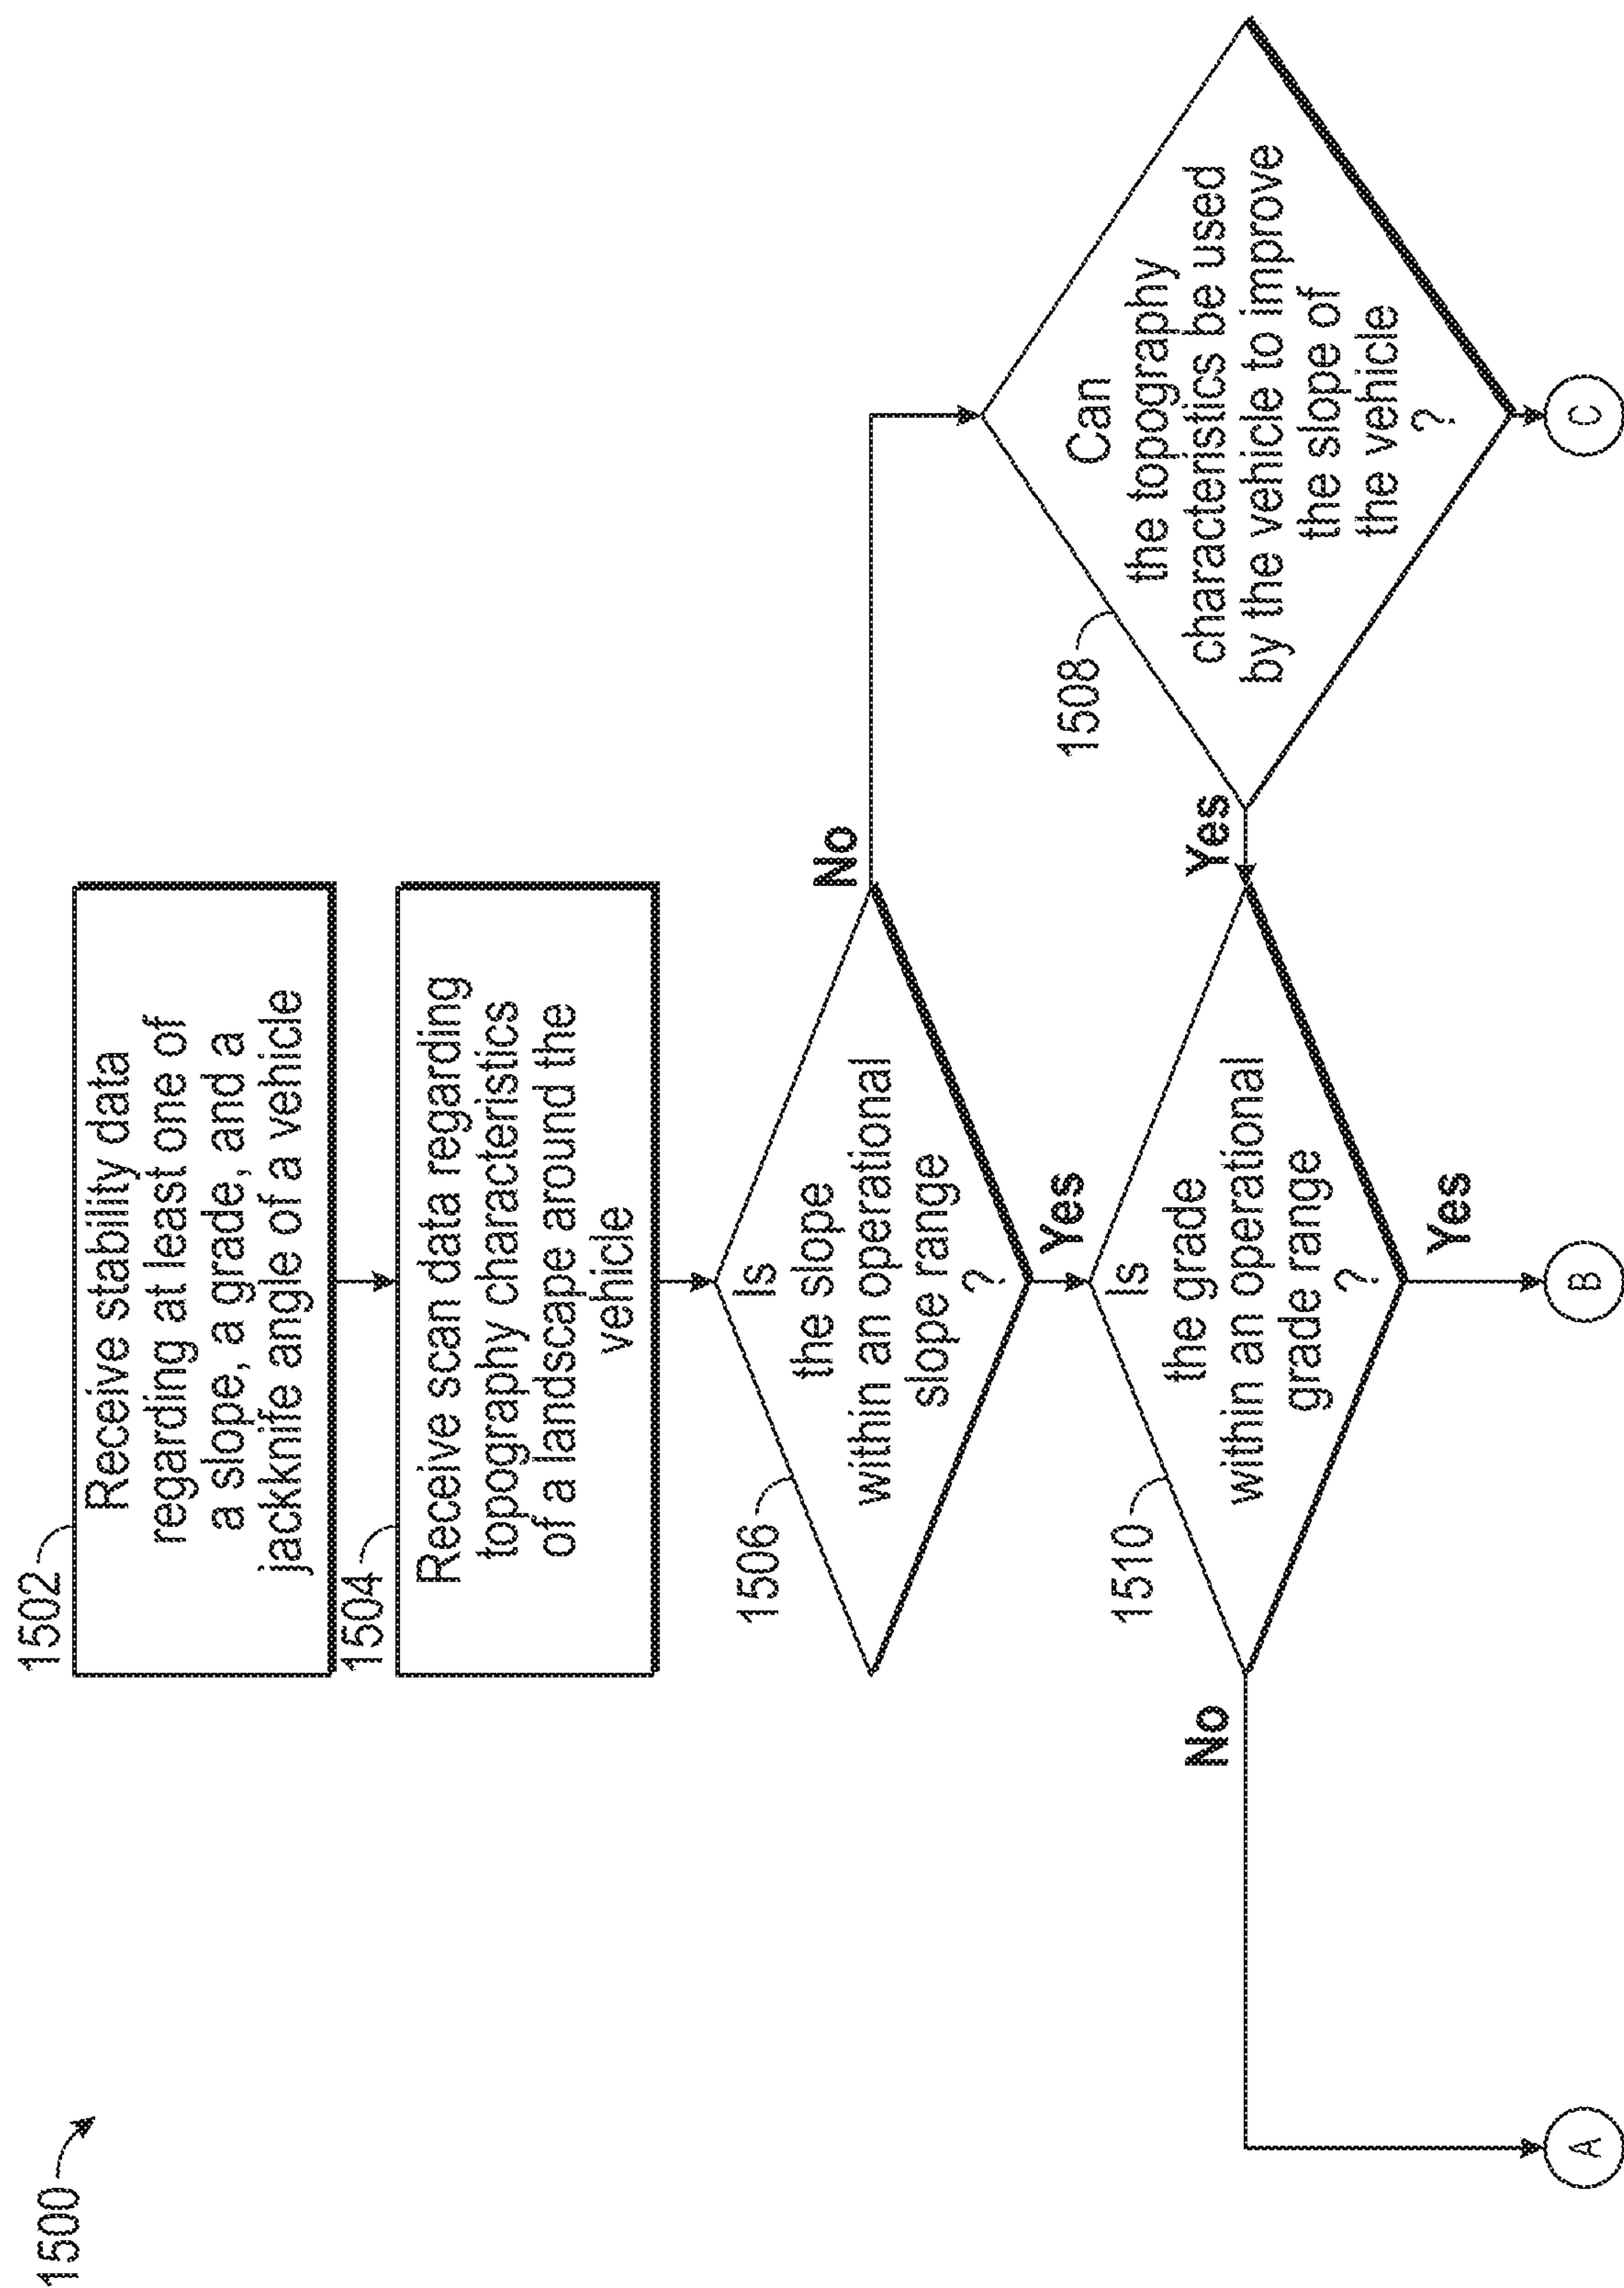 1500
1502
Receive stability data
regarding at least one of
a slope, a grade, and a
jackknife angle of a vehicle
1504
Receive scan data regarding
topography characteristics
of a landscape around the
vehicle
1506
Is
the slope
within an operational
slope range
?
No
Yes
1508
Can
the topography
characteristics be used
by the vehicle to improve
the slope of
the vehicle
?
Yes
1510
Is
the grade
within an operational
grade range
?
No
Yes
A
B
C